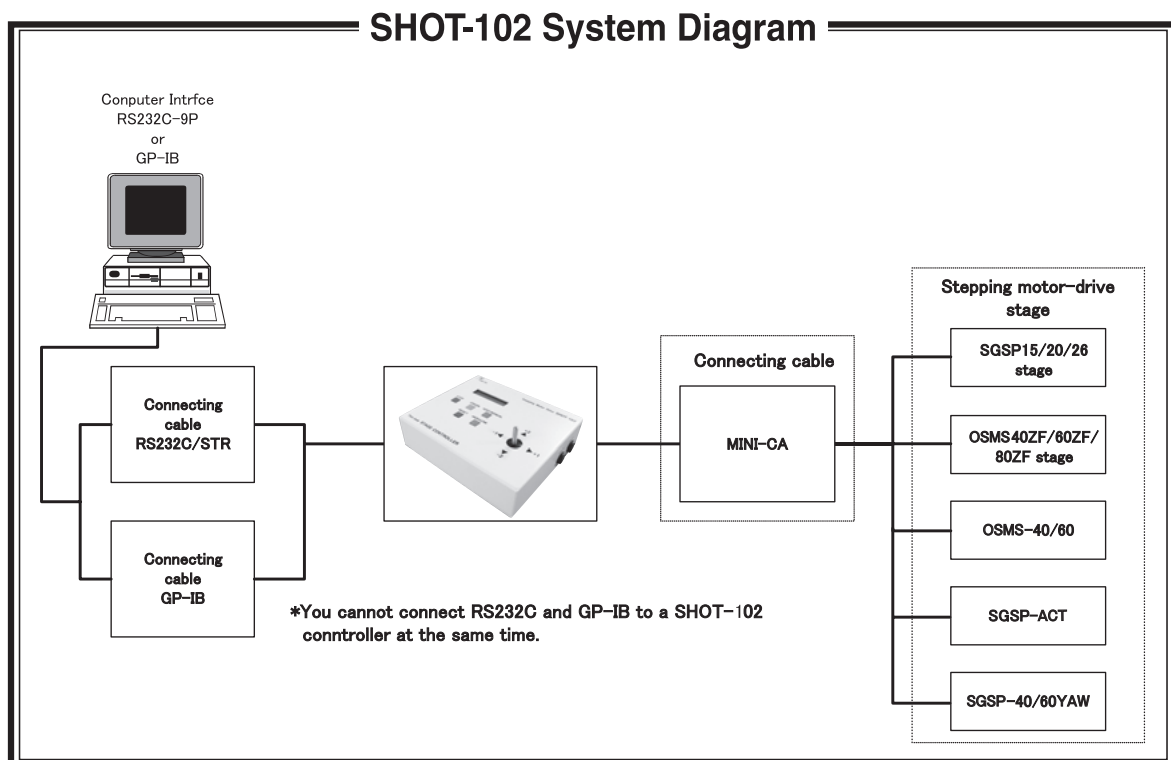 SHOT-102 System Diagram
Conputer Intrfce
RS232C-9P
or
GP-IB
Connecting
cable
RS232C/STR
Connecting
cable
GP-IB
STAGE CONTROLLER
*You cannot connect RS232C and GP-IB to a SHOT-102
conntroller at the same time.
Connecting cable
MINI-CA
Stepping motor-drive
stage
SGSP15/20/26
stage
OSMS40ZF/60ZF/
80ZF stage
OSMS-40/60
SGSP-ACT
SGSP-40/60YAW